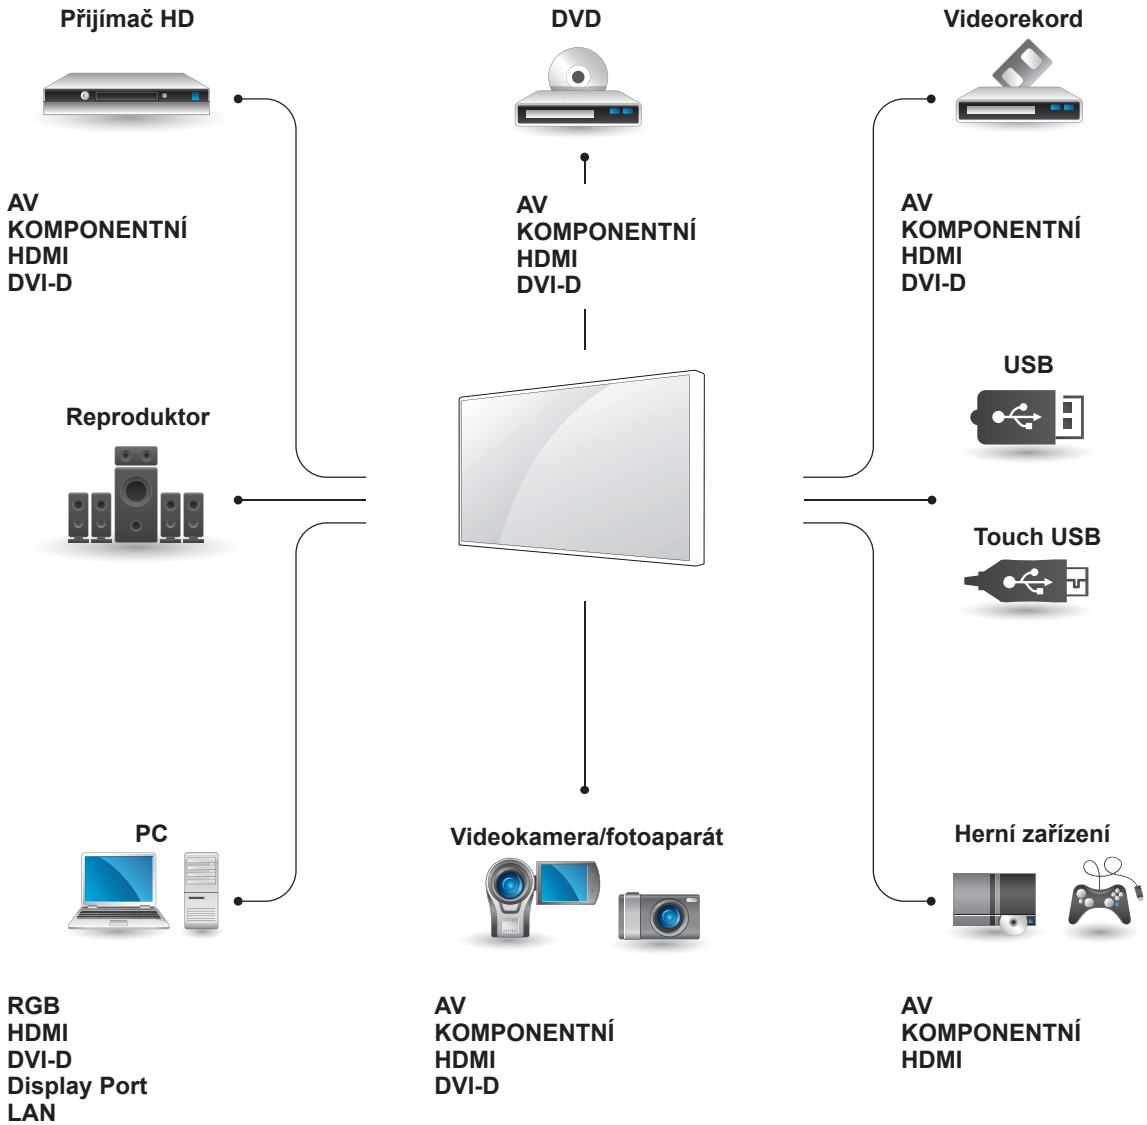 Přijímač HD
AV
KOMPONENTNÍ
HDMI
DVI-D
DVD
AV
KOMPONENTNÍ
HDMI
DVI-D
Videorekord
AV
KOMPONENTNÍ
HDMI
DVI-D
Reproduktor
USB
Touch USB
PC
RGB
HDMI
DVI-D
Display Port
LAN
Videokamera/fotoaparát
AV
KOMPONENTNÍ
HDMI
DVI-D
Herní zařízení
AV
KOMPONENTNÍ
HDMI